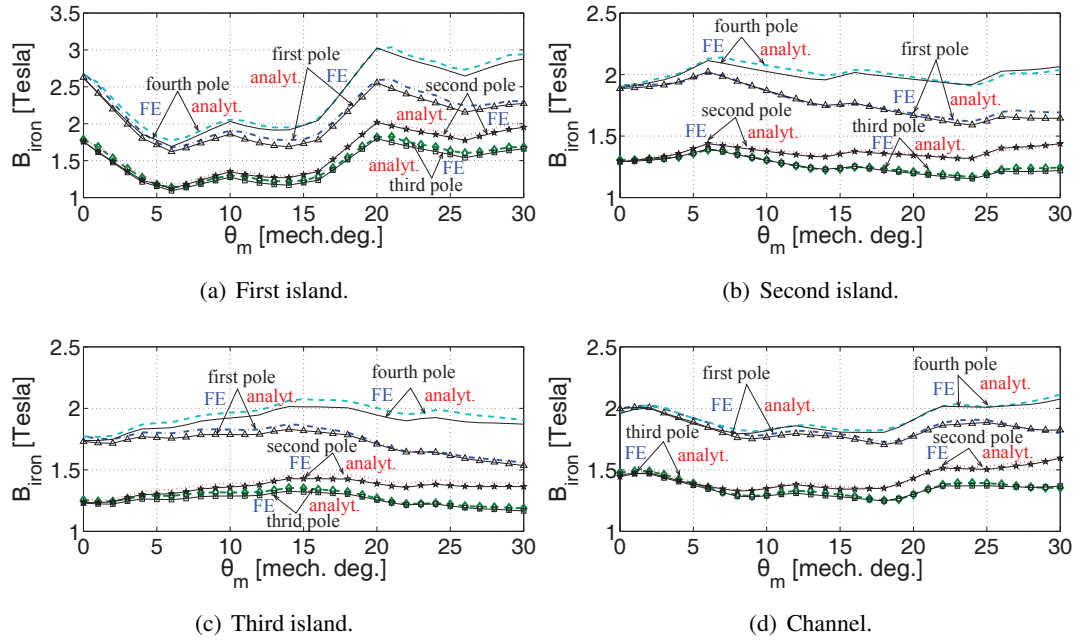 3.5
3
2.5
2
1.5
1
B_iron [Tesla]
fourth pole
FE
analyt.
first pole
analyt.
FE
second pole
analyt.
FE
analyt.
FE
third pole
0 5 10 15 20 25 30
θ_m [mech.deg.]
(a) First island.
2.5
2
1.5
1
B_iron [Tesla]
fourth pole
FE
analyt.
first pole
FE
analyt.
second pole
FE
analyt.
third pole
FE
analyt.
0 5 10 15 20 25 30
θ_m [mech. deg.]
(b) Second island.
2.5
2
1.5
1
B_iron [Tesla]
first pole
FE
analyt.
fourth pole
FE
analyt.
second pole
FE
analyt.
FE
analyt.
thrid pole
0 5 10 15 20 25 30
θ_m [mech. deg.]
(c) Third island.
2.5
2
1.5
1
B_iron [Tesla]
first pole
FE
analyt.
fourth pole
FE
analyt.
third pole
FE
analyt.
second pole
FE
analyt.
0 5 10 15 20 25 30
θ_m [mech. deg.]
(d) Channel.